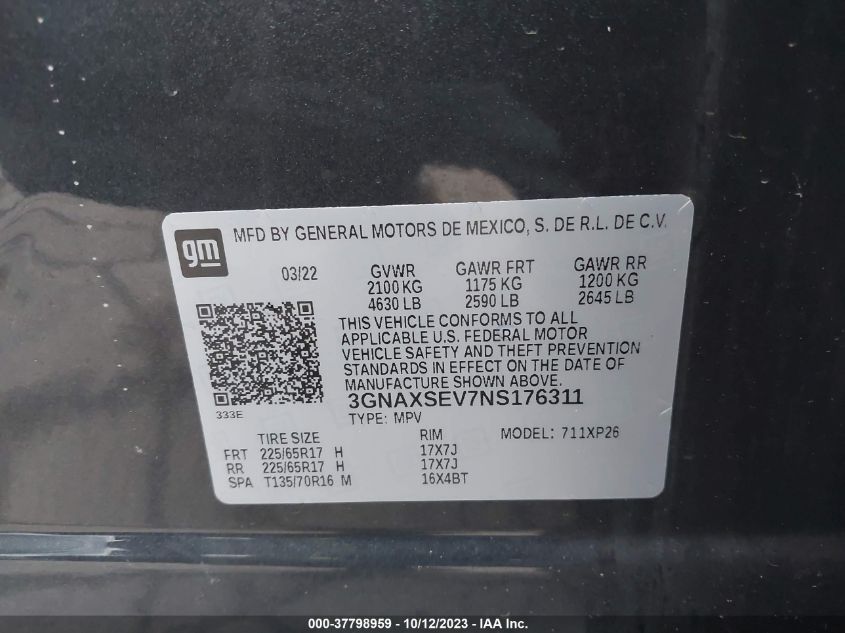 gm MFD BY GENERAL MOTORS DE MEXICO, S. DE R.L. DE C.V.
03/22 GVWR GAWR FRT GAWR RR
2100 KG 1175 KG 1200 KG
4630 LB 2590 LB 2645 LB
THIS VEHICLE CONFORMS TO ALL
APPLICABLE U.S. FEDERAL MOTOR
VEHICLE SAFETY AND THEFT PREVENTION
STANDARDS IN EFFECT ON THE DATE OF
MANUFACTURE SHOWN ABOVE.
3GNAXSEV7NS176311
333E TYPE: MPV
TIRE SIZE RIM MODEL: 711XP26
FRT 225/65R17 H 17X7J
RR 225/65R17 H 17X7J
SPA T135/70R16 M 16X4BT
000-37798959 - 10/12/2023 - IAA Inc.